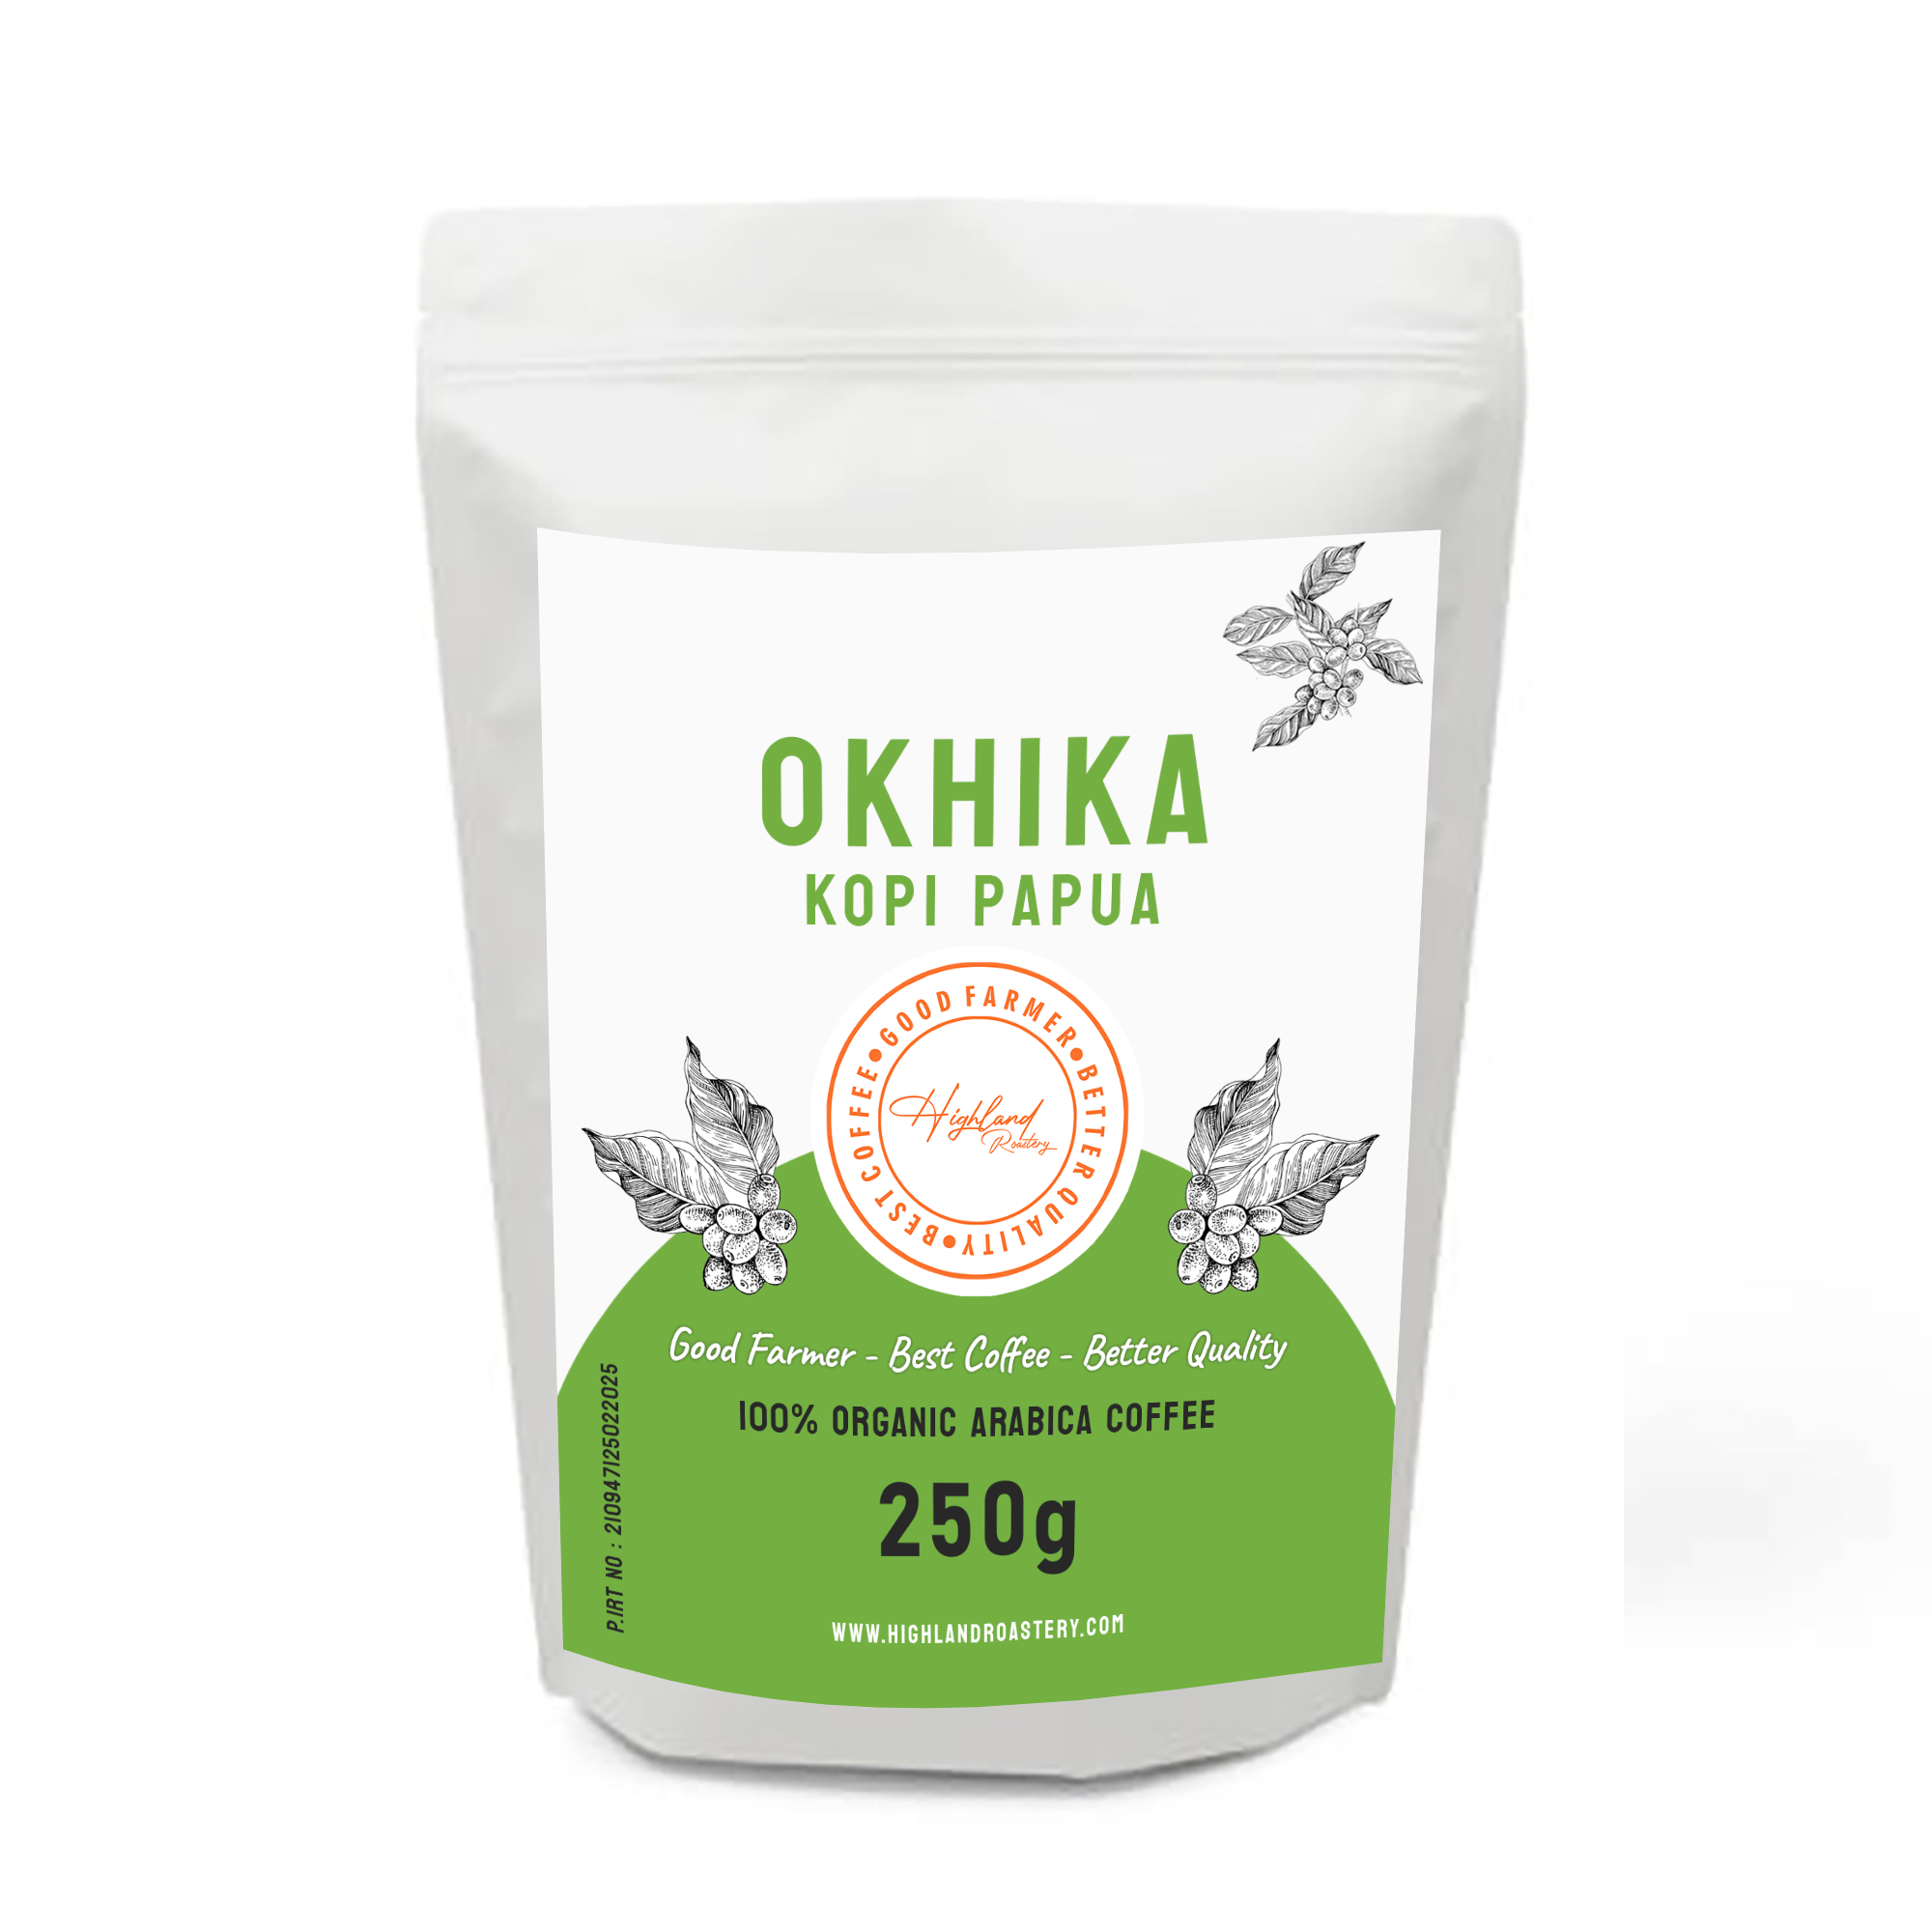 OKHIKA
KOPI PAPUA
GOOD FARMER • BETTER QUALITY • BEST COFFEE •
Highland
Roastery
Good Farmer - Best Coffee - Better Quality
100% ORGANIC ARABICA COFFEE
250g
P.IRT NO : 2109471250222025
WWW.HIGHLANDROASTERY.COM